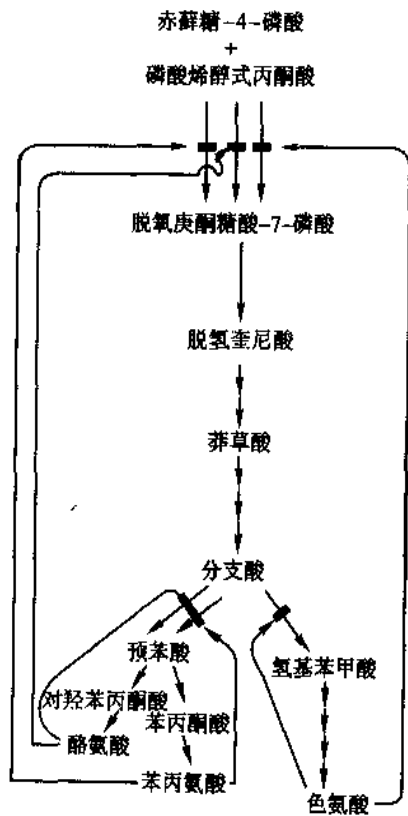 赤藓糖-4-磷酸
+
磷酸烯醇式丙酮酸
脱氧庚酮糖酸-7-磷酸
脱氢奎尼酸
莽草酸
分支酸
预苯酸
氨基苯甲酸
对羟苯丙酮酸
苯丙酮酸
酪氨酸
苯丙氨酸
色氨酸